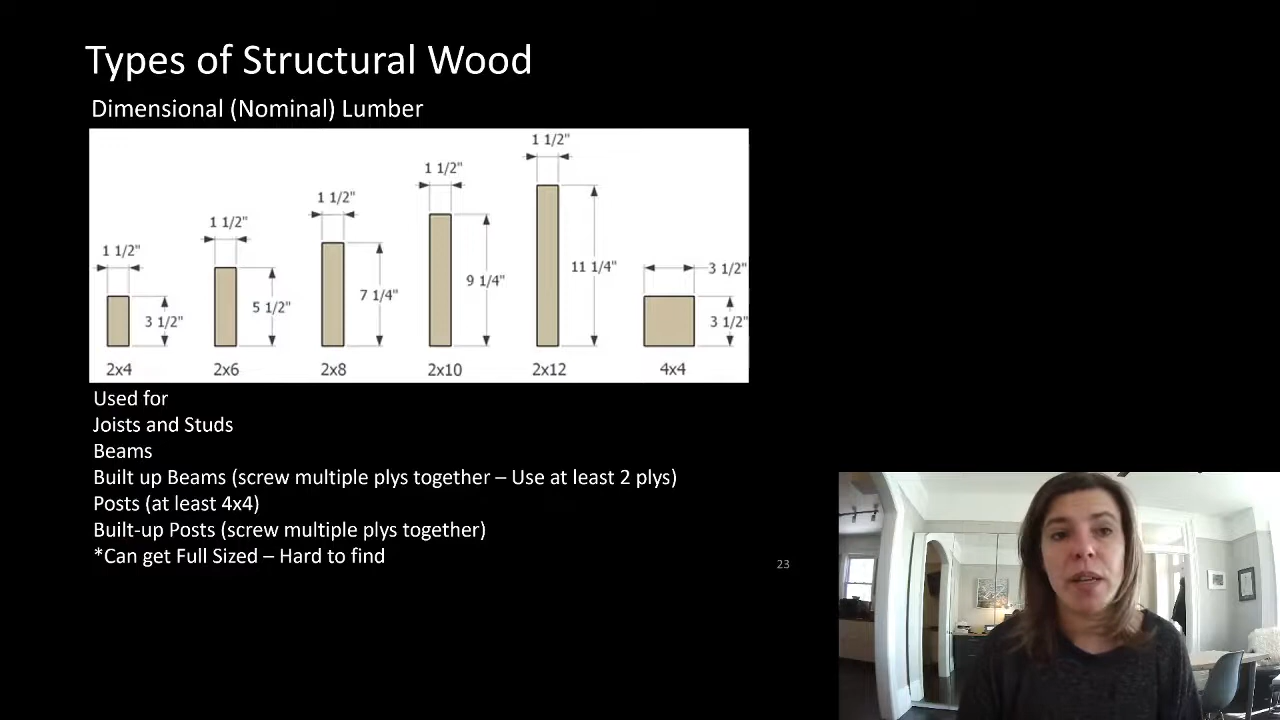 Types of Structural Wood
Dimensional (Nominal) Lumber
1 1/2"
1 1/2"
1 1/2"
1 1/2"
1 1/2"
3 1/2"
3 1/2"
5 1/2"
7 1/4"
9 1/4"
11 1/4"
3 1/2"
2x4
2x6
2x8
2x10
2x12
4x4
Used for
Joists and Studs
Beams
Built up Beams (screw multiple plys together – Use at least 2 plys)
Posts (at least 4x4)
Built-up Posts (screw multiple plys together)
*Can get Full Sized – Hard to find
23